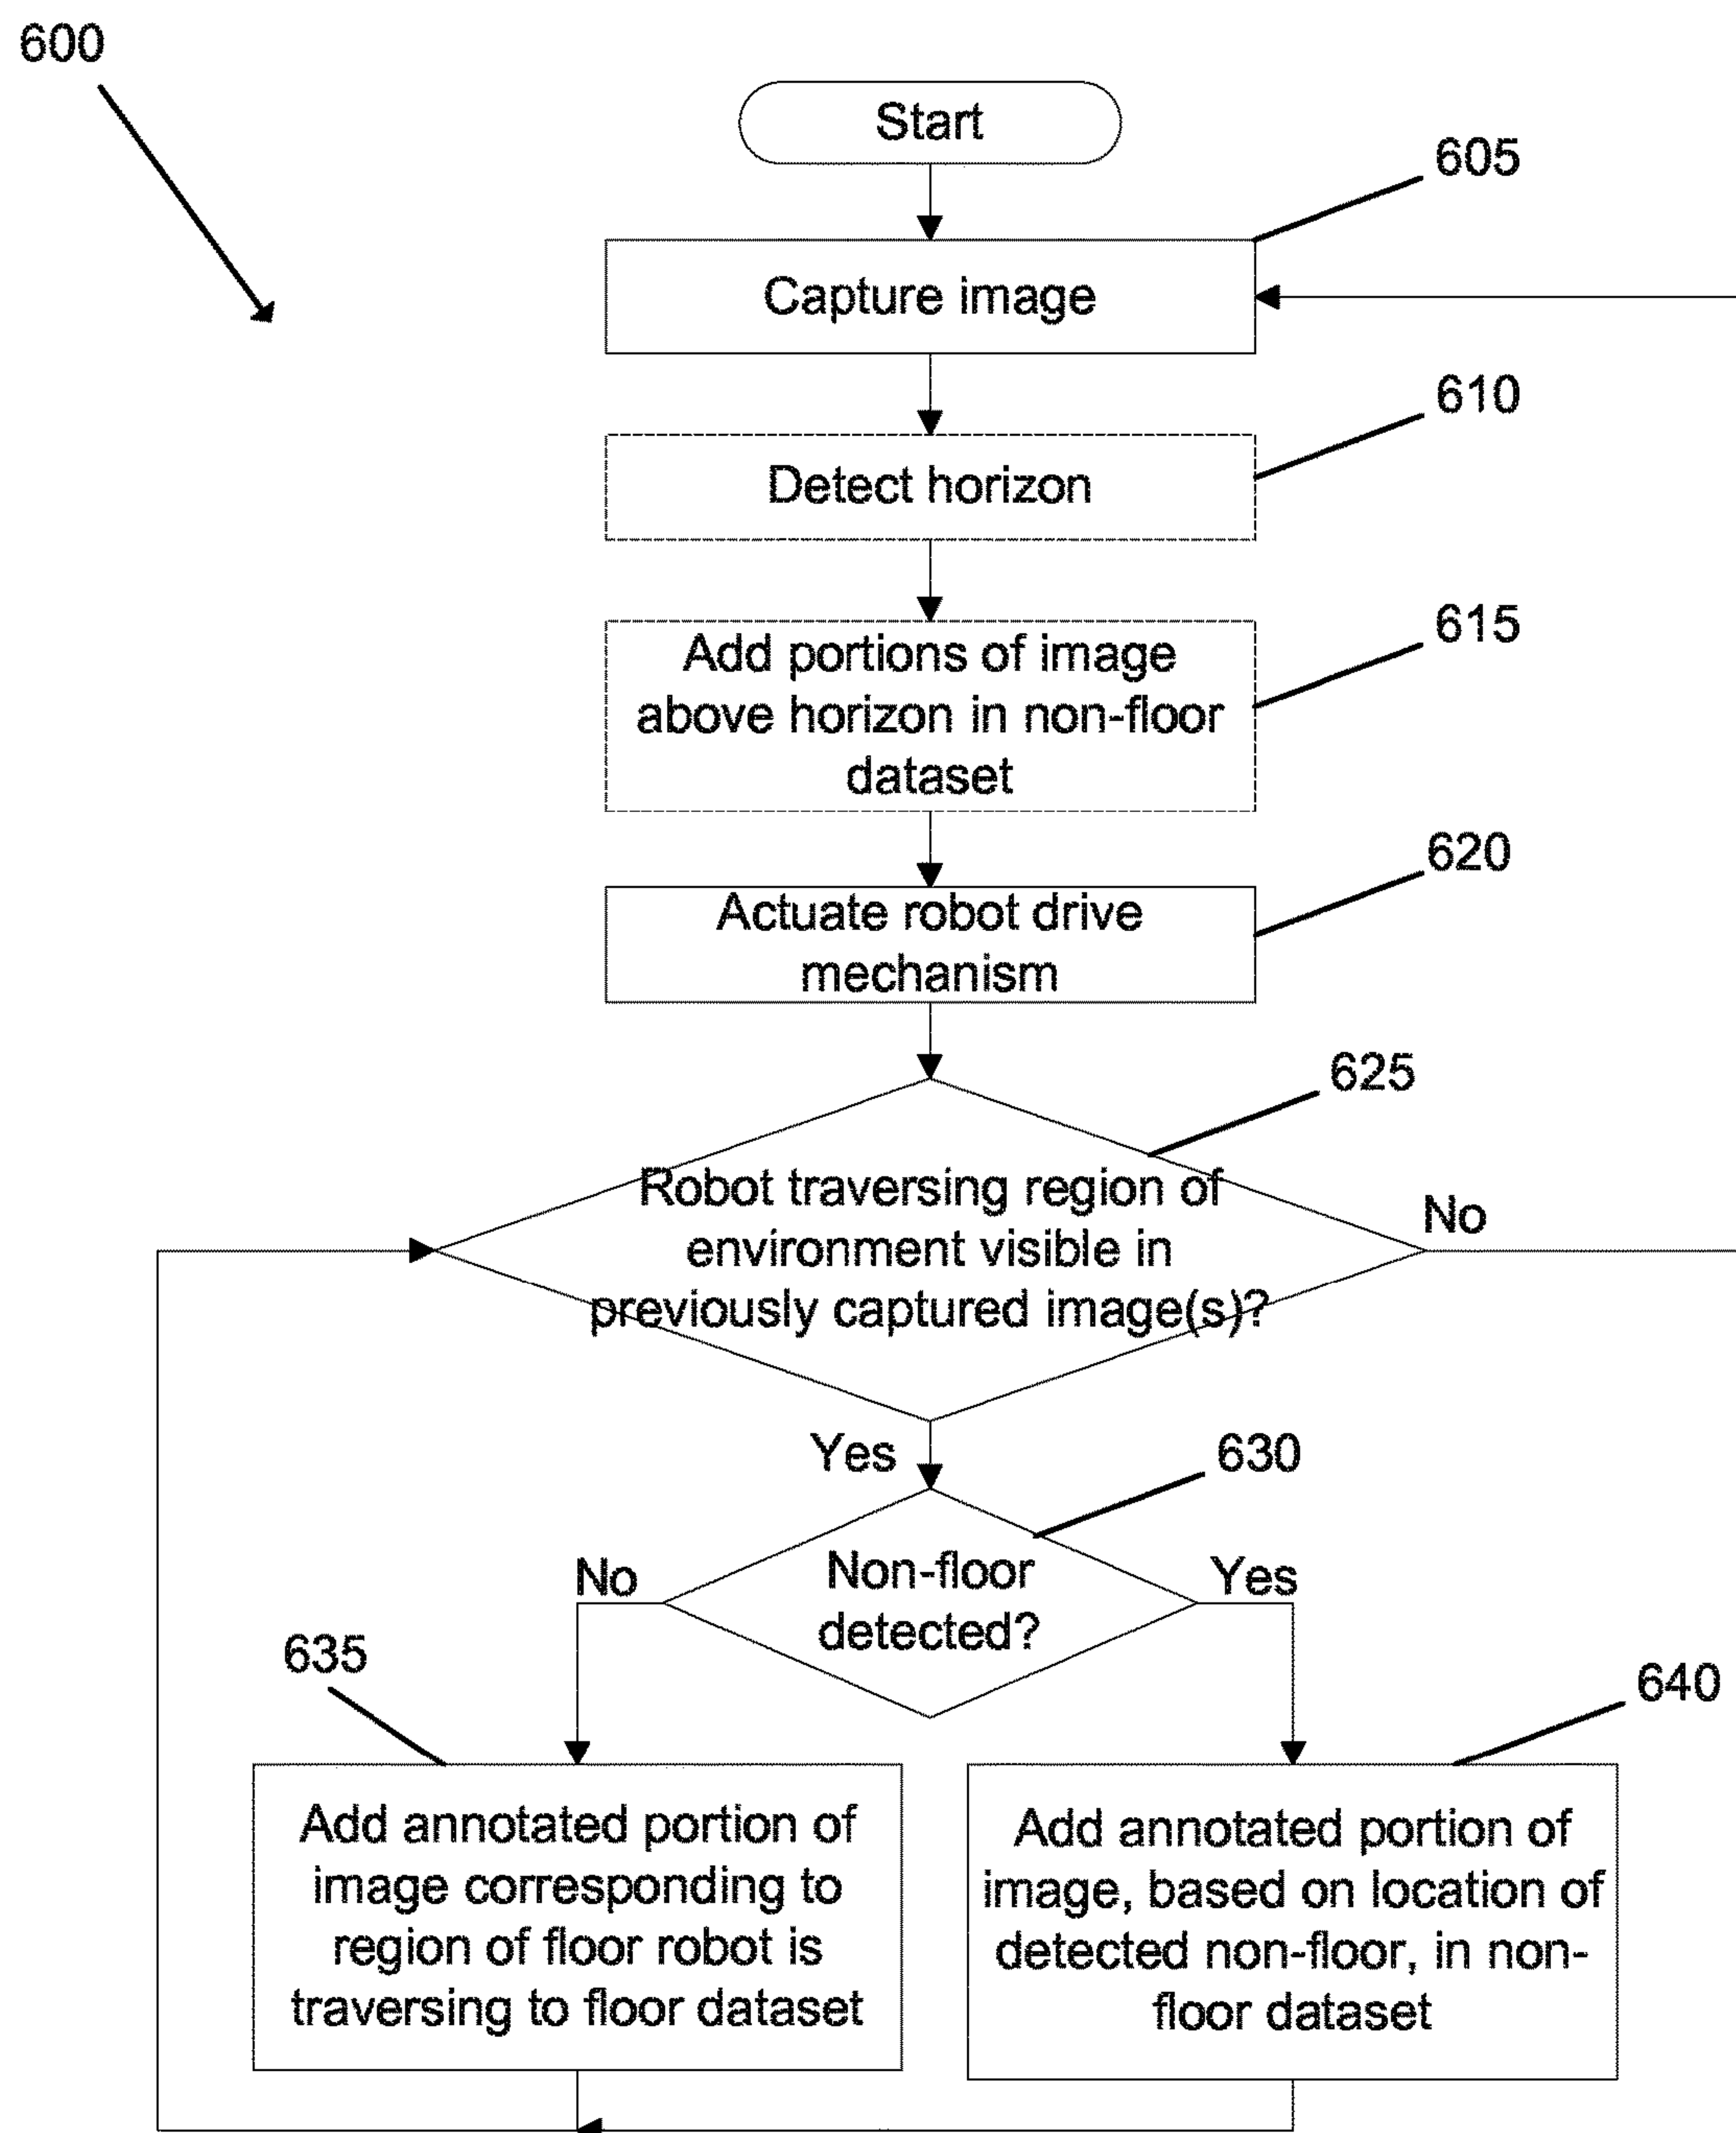 600
Start
605
Capture image
610
Detect horizon
615
Add portions of image
above horizon in non-floor
dataset
620
Actuate robot drive
mechanism
625
Robot traversing region of
environment visible in
previously captured image(s)?
No
Yes
630
Non-floor
detected?
No
Yes
635
640
Add annotated portion of
image corresponding to
region of floor robot is
traversing to floor dataset
Add annotated portion of
image, based on location of
detected non-floor, in non-
floor dataset